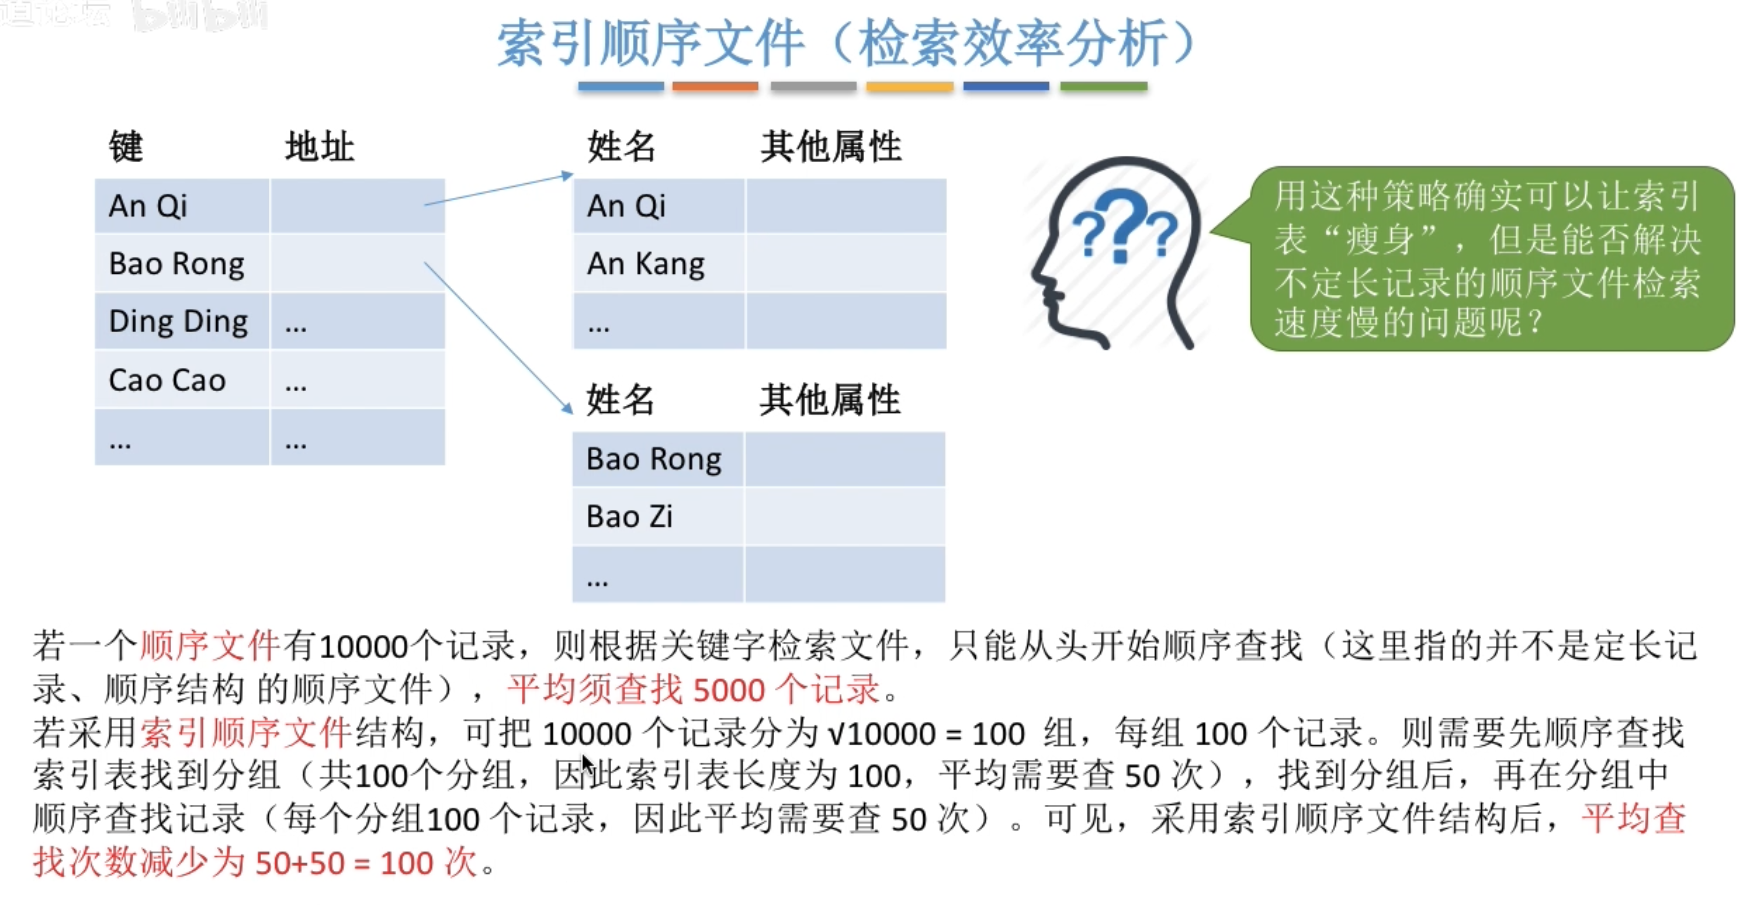 道论坛 bilibili
索引顺序文件（检索效率分析）
键 地址
An Qi
Bao Rong
Ding Ding ...
Cao Cao ...
... ...
姓名 其他属性
An Qi
An Kang
...
姓名 其他属性
Bao Rong
Bao Zi
...
???
用这种策略确实可以让索引
表“瘦身”，但是能否解决
不定长记录的顺序文件检索
速度慢的问题呢？
若一个顺序文件有10000个记录，则根据关键字检索文件，只能从头开始顺序查找（这里指的并不是定长记
录、顺序结构 的顺序文件），平均须查找 5000 个记录。
若采用索引顺序文件结构，可把 10000 个记录分为 √10000 = 100 组，每组 100 个记录。则需要先顺序查找
索引表找到分组（共100个分组，因此索引表长度为 100，平均需要查 50 次），找到分组后，再在分组中
顺序查找记录（每个分组100 个记录，因此平均需要查 50 次）。可见，采用索引顺序文件结构后，平均查
找次数减少为 50+50 = 100 次。